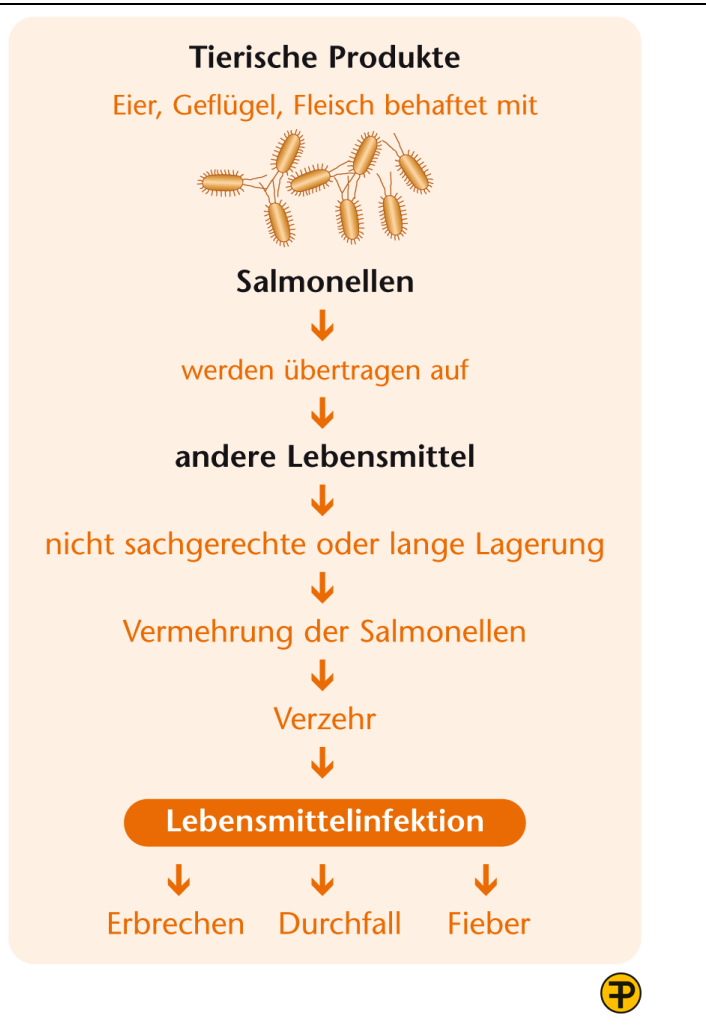 Tierische Produkte
Eier, Geflügel, Fleisch behaftet mit
Salmonellen
werden übertragen auf
andere Lebensmittel
nicht sachgerechte oder lange Lagerung
Vermehrung der Salmonellen
Verzehr
Lebensmittelinfektion
Erbrechen Durchfall Fieber